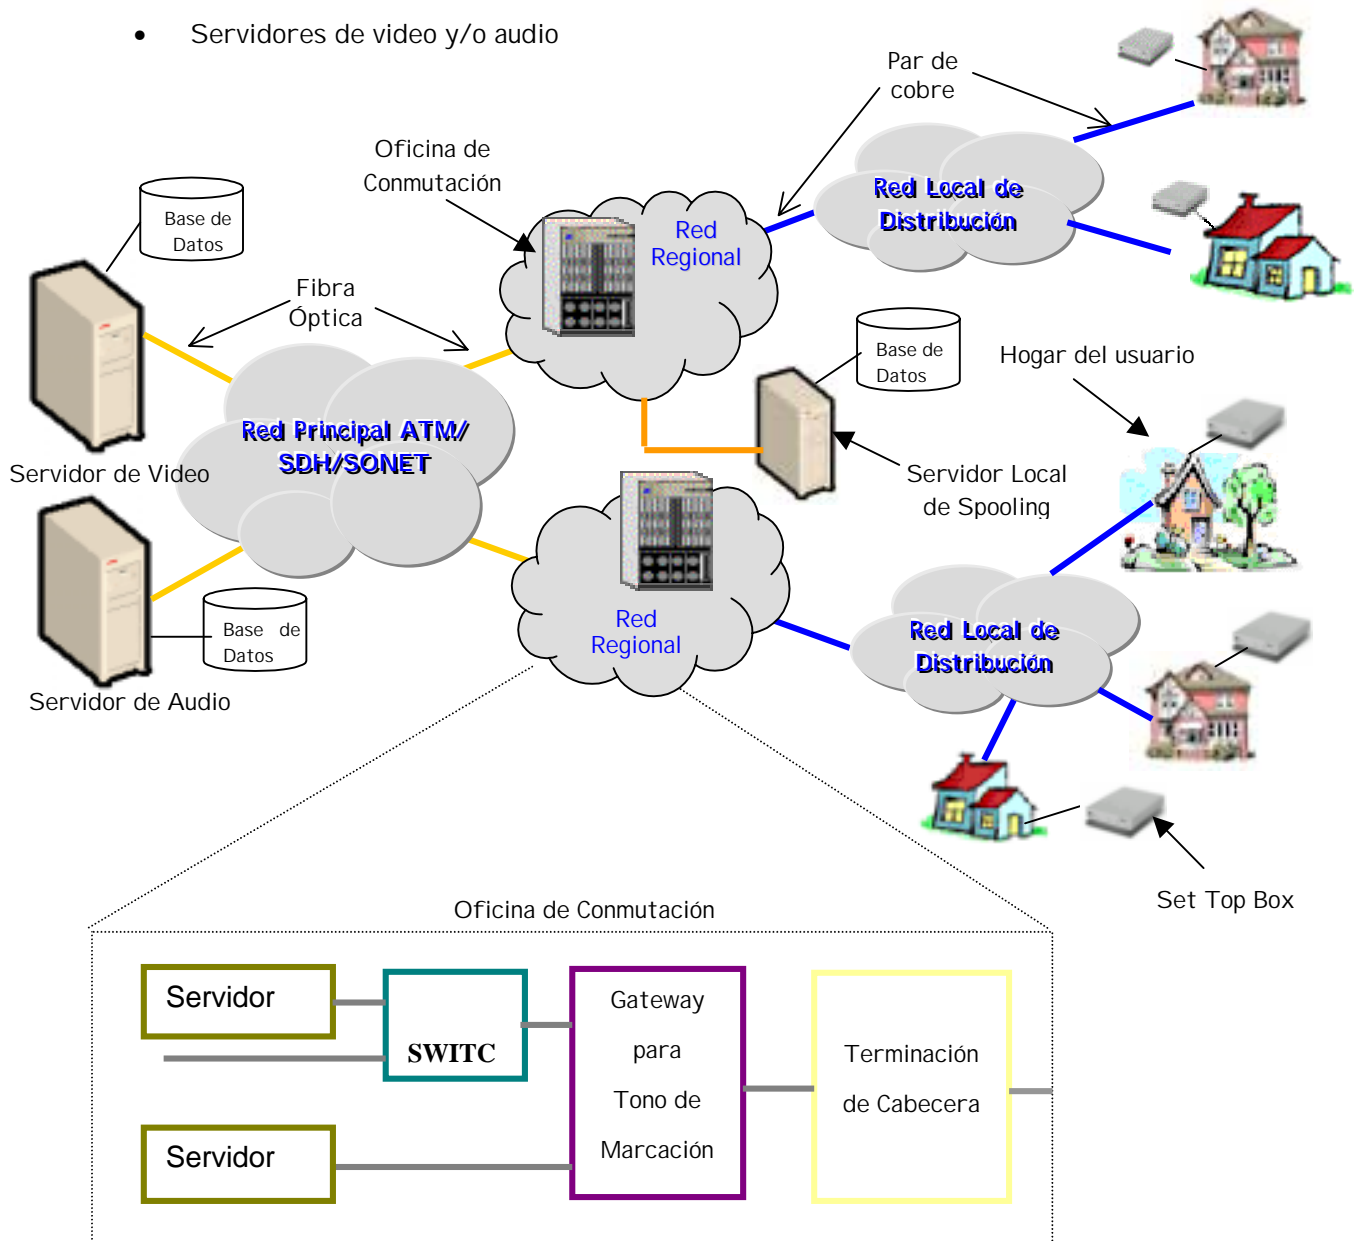 • Servidores de video y/o audio
Par de
cobre
Oficina de
Conmutación
Red Local de
Distribución
Base de
Datos
Red
Regional
Fibra
Óptica
Base de
Datos
Hogar del usuario
Red Principal ATM/
SDH/SONET
Servidor de Video
Servidor Local
de Spooling
Red
Regional
Base de
Datos
Red Local de
Distribución
Servidor de Audio
Set Top Box
Oficina de Conmutación
Servidor
SWITC
Gateway
para
Tono de
Marcación
Terminación
de Cabecera
Servidor